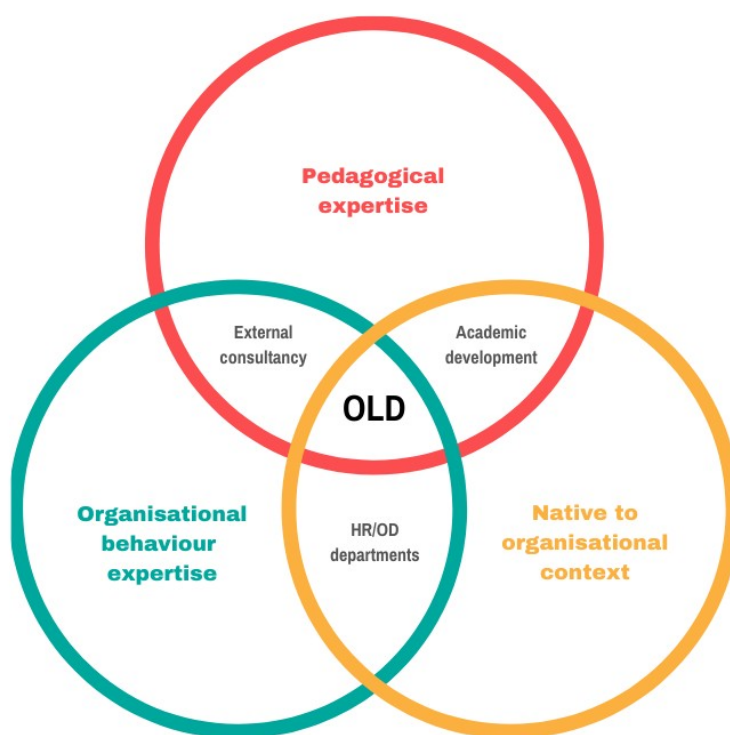 Pedagogical
expertise
External
consultancy
Academic
development
OLD
Organisational
behaviour
expertise
HR/OD
departments
Native to
organisational
context